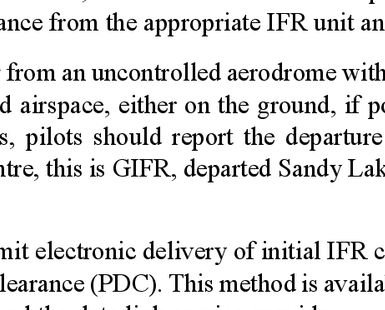 ance from the appropriate IFR unit an
from an uncontrolled aerodrome with
d airspace, either on the ground, if po
s, pilots should report the departure
ntre, this is GIFR, departed Sandy Lak
mit electronic delivery of initial IFR c
learance (PDC). This method is availa